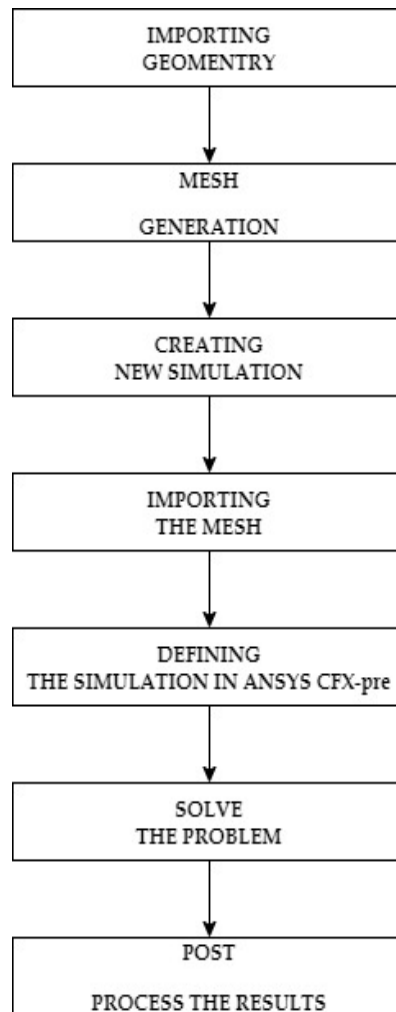 IMPORTING
GEOMENTRY
MESH
GENERATION
CREATING
NEW SIMULATION
IMPORTING
THE MESH
DEFINING
THE SIMULATION IN ANSYS CFX-pre
SOLVE
THE PROBLEM
POST
PROCESS THE RESULTS